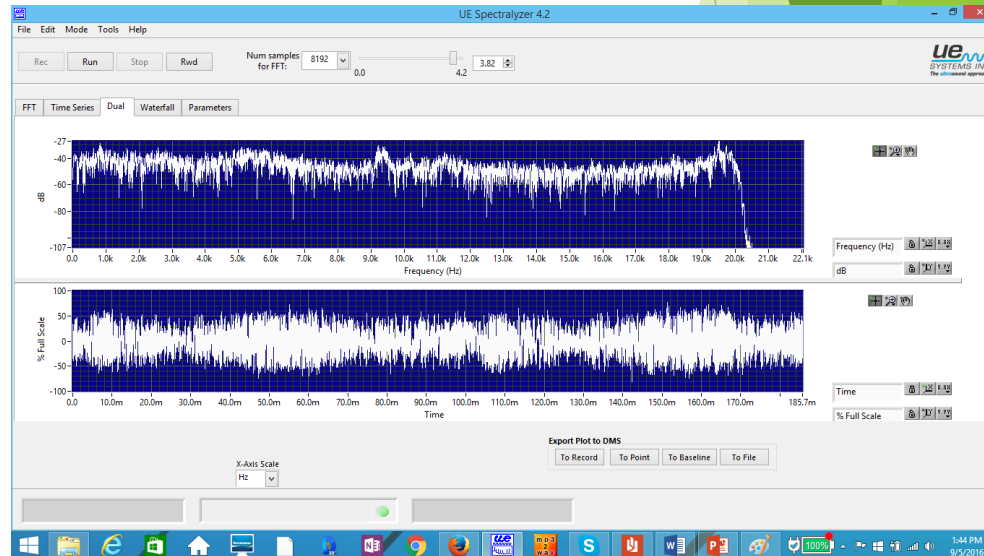 UE Spectralyzer 4.2
File Edit Mode Tools Help
Rec Run Stop Rwd
Num samples for FFT: 8192
0.0 4.2 3.82
ue
SYSTEMS IN
The ultrasound approa
FFT Time Series Dual Waterfall Parameters
-27
-40
-60
-80
-107
dB
0.0 1.0k 2.0k 3.0k 4.0k 5.0k 6.0k 7.0k 8.0k 9.0k 10.0k 11.0k 12.0k 13.0k 14.0k 15.0k 16.0k 17.0k 18.0k 19.0k 20.0k 21.0k 22.1k
Frequency (Hz)
Frequency (Hz)
dB
100
50
0
-50
-100
% Full Scale
0.0 10.0m 20.0m 30.0m 40.0m 50.0m 60.0m 70.0m 80.0m 90.0m 100.0m 110.0m 120.0m 130.0m 140.0m 150.0m 160.0m 170.0m 185.7m
Time
Time
% Full Scale
Export Plot to DMS
To Record To Point To Baseline To File
X-Axis Scale
Hz
100%
1:44 PM
9/5/2016